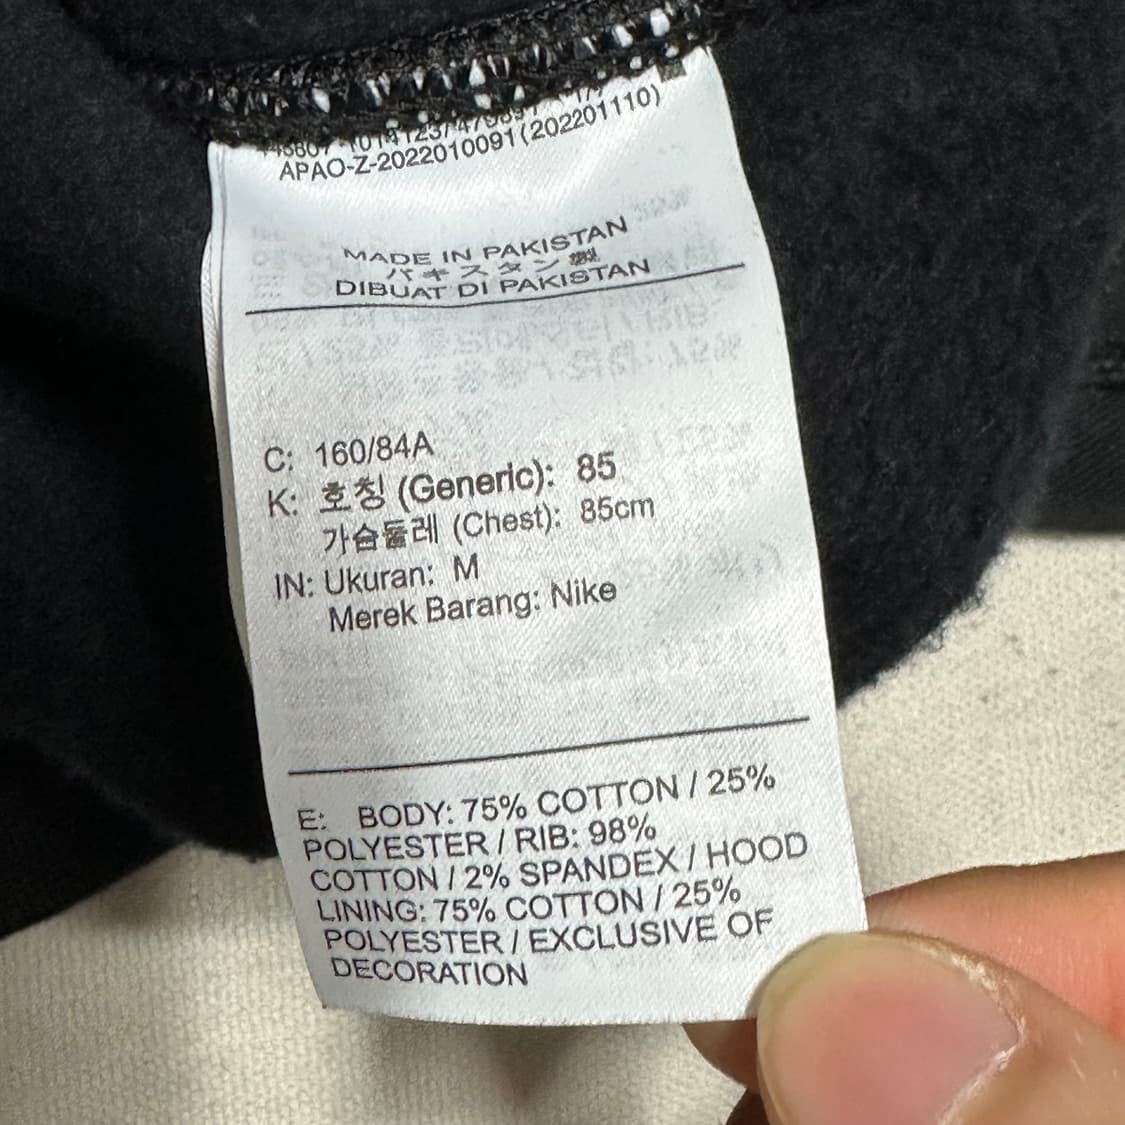 APAO-Z-2022010091(202201110)
MADE IN PAKISTAN
パキスタン製
DIBUAT DI PAKISTAN
C: 160/84A
K: 호칭 (Generic): 85
가슴둘레 (Chest): 85cm
IN: Ukuran: M
Merek Barang: Nike
E: BODY: 75% COTTON / 25%
POLYESTER / RIB: 98%
COTTON / 2% SPANDEX / HOOD
LINING: 75% COTTON / 25%
POLYESTER / EXCLUSIVE OF
DECORATION